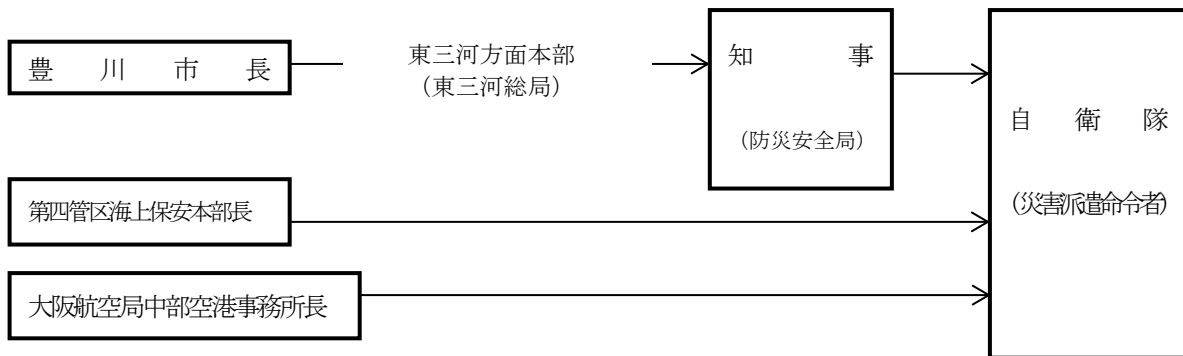 豊川市長
東三河方面本部
（東三河総局）
知事
（防災安全局）
自衛隊
（災害派遣命令者）
第四管区海上保安本部長
大阪航空局中部空港事務所長